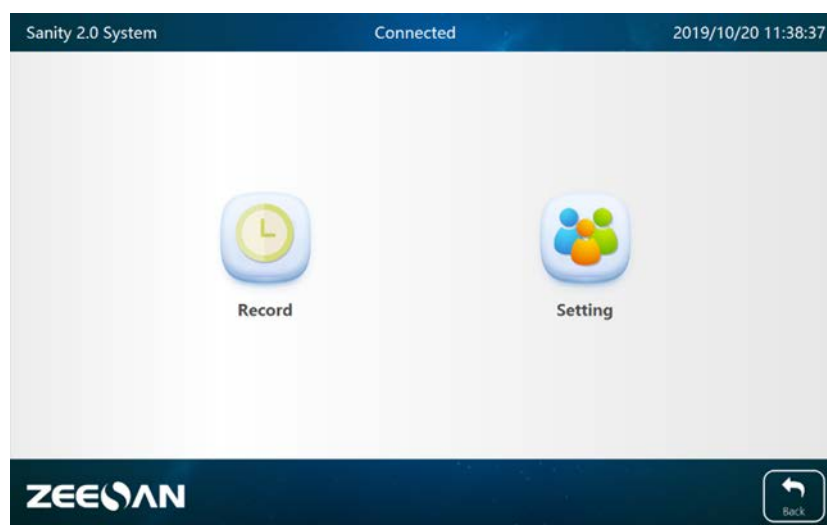 Sanity 2.0 System Connected 2019/10/20 11:38:37
Record Setting
ZEESAN
Back